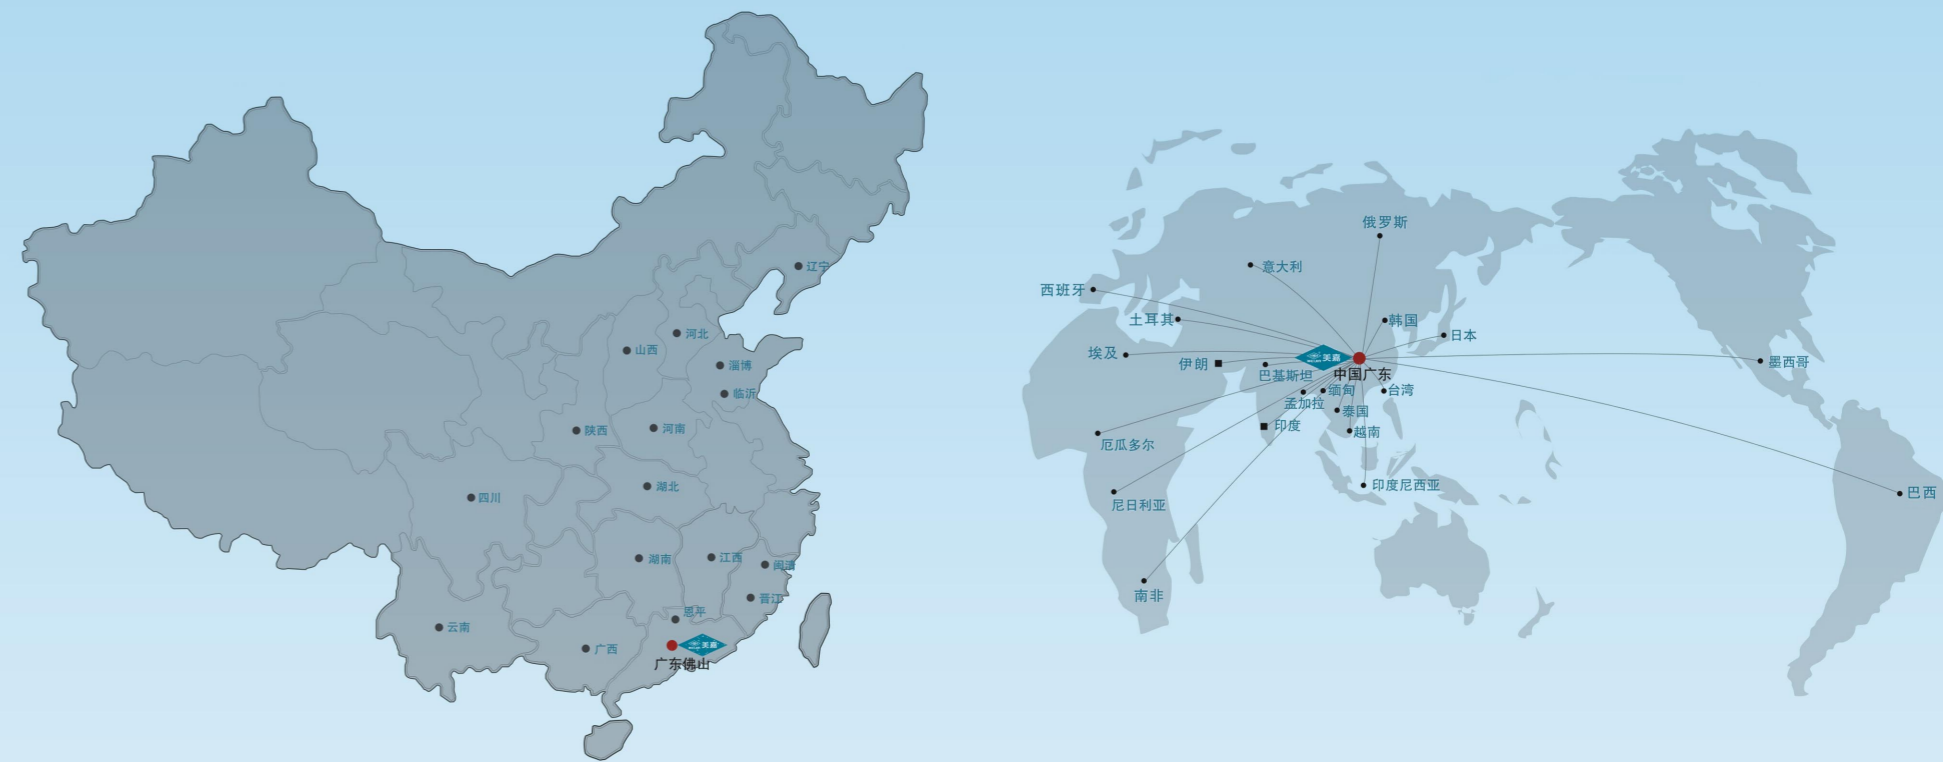 辽宁
河北
山西
淄博
临沂
陕西
河南
湖北
四川
湖南
江西
闽清
晋江
恩平
云南
广西
美嘉
广东佛山
俄罗斯
意大利
西班牙
土耳其
韩国
日本
埃及
伊朗
美嘉
巴基斯坦
中国广东
墨西哥
孟加拉
缅甸
台湾
泰国
印度
越南
厄瓜多尔
印度尼西亚
尼日利亚
巴西
南非